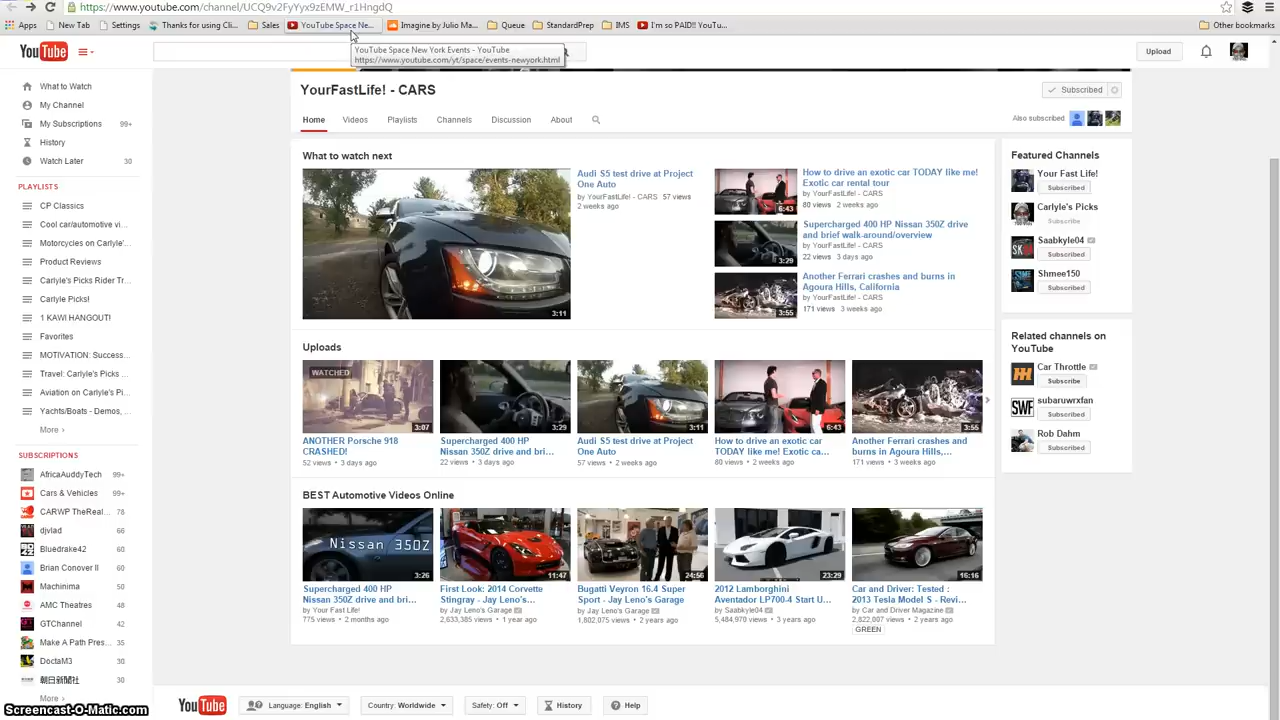 https://www.youtube.com/channel/UCQ9v2FyYyx9zEMW_r1HngdQ
Apps New Tab Settings Thanks for using Clip... Sales YouTube Space Ne... Imagine by Julio Ma... Queue StandardPrep IMS I'm so PAID!! YouTu... Other bookmarks
YouTube Upload
YouTube Space New York Events - YouTube
https://www.youtube.com/yt/space/events-newyork.html
What to Watch
My Channel
My Subscriptions 99+
History
Watch Later 30
PLAYLISTS
CP Classics
Cool car/automotive vi...
Motorcycles on Carlyle'...
Product Reviews
Carlyle's Picks Rider Tr...
Carlyle Picks!
1 KAWI HANGOUT!
Favorites
MOTIVATION: Success...
Travel: Carlyle's Picks ...
Aviation on Carlyle's Pi...
Yachts/Boats - Demos, ...
More ›
SUBSCRIPTIONS
AfricaAuddyTech 99+
Cars & Vehicles 99+
CARWP TheReal... 78
djvlad 66
Bluedrake42 60
Brian Conover II 60
Machinima 50
AMC Theatres 48
GTChannel 42
Make A Path Pres... 35
DoctaM3 30
朝日新聞社 30
More ›
YourFastLife! - CARS
Subscribed
Home Videos Playlists Channels Discussion About
Also subscribed
What to watch next
3:11
Audi S5 test drive at Project
One Auto
by YourFastLife! - CARS 57 views
2 weeks ago
6:43
How to drive an exotic car TODAY like me!
Exotic car rental tour
by YourFastLife! - CARS
80 views 2 weeks ago
3:29
Supercharged 400 HP Nissan 350Z drive
and brief walk-around/overview
by YourFastLife! - CARS
22 views 3 days ago
3:55
Another Ferrari crashes and burns in
Agoura Hills, California
by YourFastLife! - CARS
171 views 3 weeks ago
Uploads
WATCHED
3:07
ANOTHER Porsche 918
CRASHED!
52 views • 3 days ago
3:29
Supercharged 400 HP
Nissan 350Z drive and bri...
22 views • 3 days ago
3:11
Audi S5 test drive at Project
One Auto
57 views • 2 weeks ago
6:43
How to drive an exotic car
TODAY like me! Exotic ca...
80 views • 2 weeks ago
3:55
Another Ferrari crashes and
burns in Agoura Hills,...
171 views • 3 weeks ago
BEST Automotive Videos Online
Nissan 350Z
3:26
Supercharged 400 HP
Nissan 350Z drive and bri...
by Your Fast Life!
775 views • 2 months ago
11:47
First Look: 2014 Corvette
Stingray - Jay Leno's...
by Jay Leno's Garage
2,633,385 views • 1 year ago
24:56
Bugatti Veyron 16.4 Super
Sport - Jay Leno's Garage
by Jay Leno's Garage
1,802,075 views • 2 years ago
23:29
2012 Lamborghini
Aventador LP700-4 Start U...
by Saabkyle04
5,484,970 views • 3 years ago
16:16
Car and Driver: Tested :
2013 Tesla Model S - Revi...
by Car and Driver Magazine
2,822,007 views • 2 years ago
GREEN
Featured Channels
Your Fast Life!
Subscribed
Carlyle's Picks
Subscribe
Saabkyle04
Subscribed
Shmee150
Subscribed
Related channels on
YouTube
Car Throttle
Subscribe
SWF
subaruwrxfan
Subscribed
Rob Dahm
Subscribed
YouTube Language: English Country: Worldwide Safety: Off History Help
Screencast-O-Matic.com